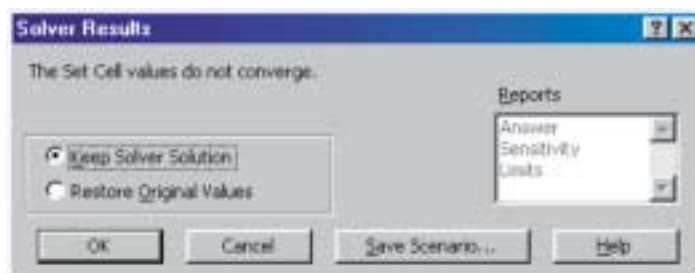 Solver Results
The Set Cell values do not converge.
Reports
Answer
Sensitivity
Limits
Keep Solver Solution
Restore Original Values
OK Cancel Save Scenario... Help